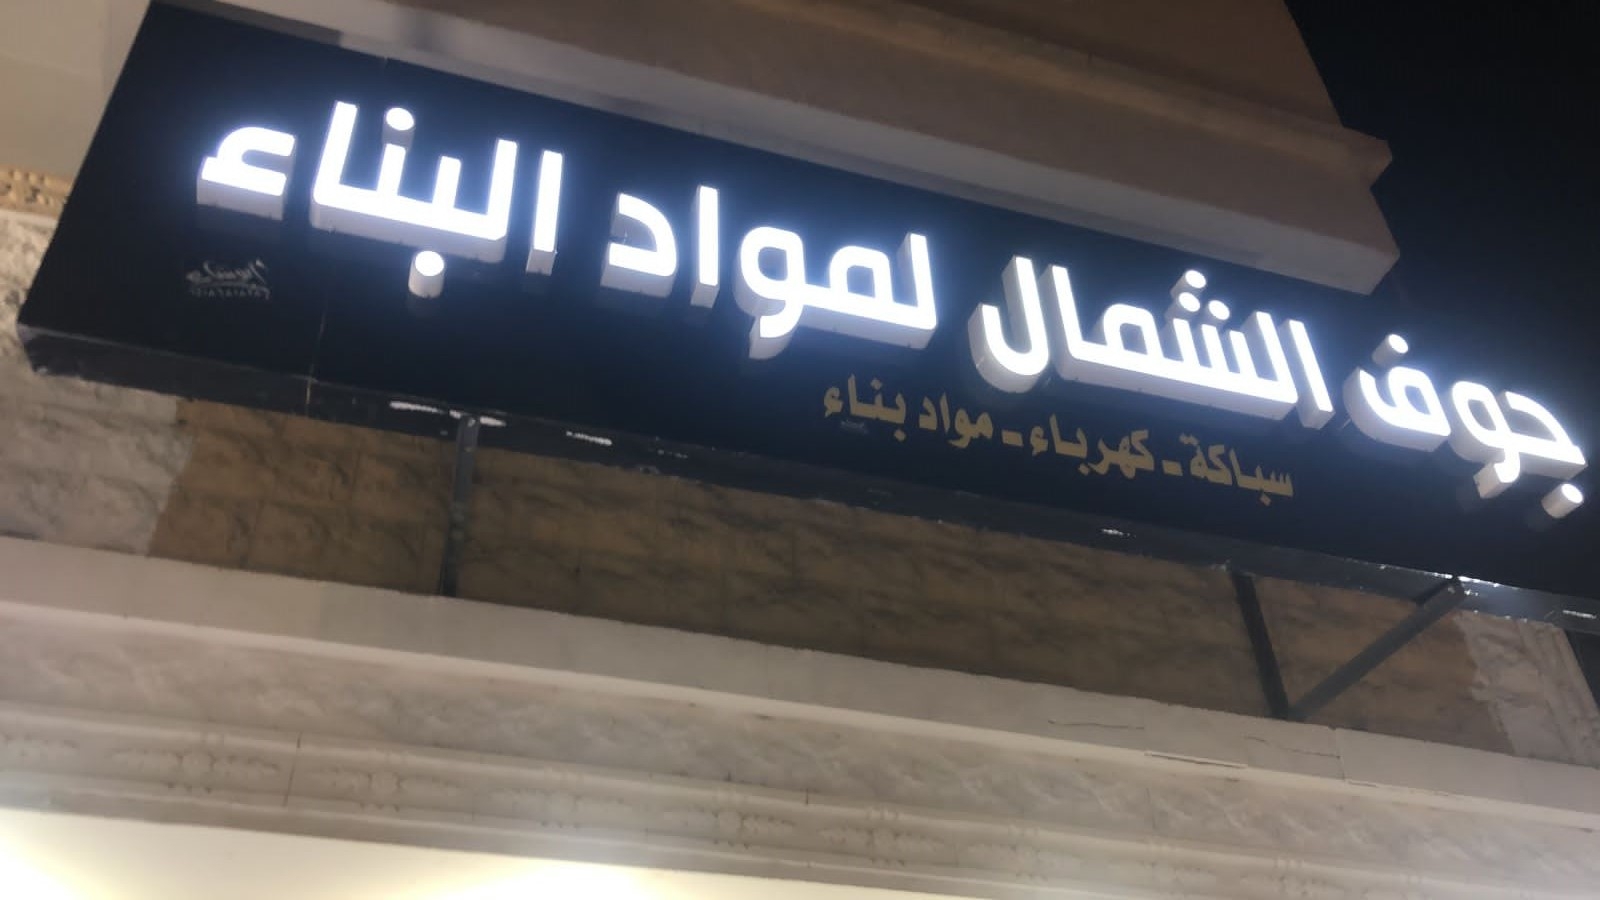 جوف الشمال لمواد البناء
سباكة - كهرباء - مواد بناء